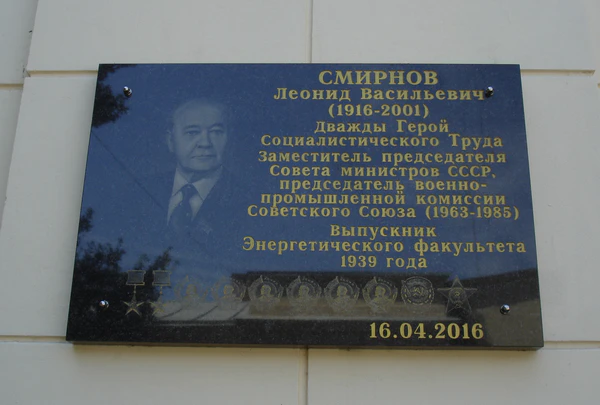 СМИРНОВ
Леонид Васильевич
(1916-2001)
Дважды Герой
Социалистического Труда
Заместитель председателя
Совета министров СССР,
председатель военно-
промышленной комиссии
Советского Союза (1963-1985)
Выпускник
Энергетического факультета
1939 года
16.04.2016